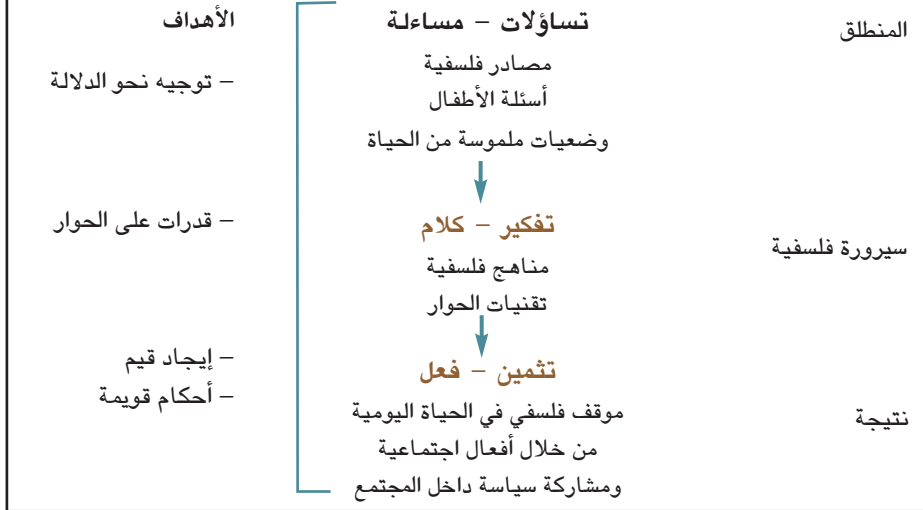 المنطلق
تساؤلات – مساءلة
الأهداف
مصادر فلسفية
أسئلة الأطفال
– توجيه نحو الدلالة
وضعيات ملموسة من الحياة
سيرورة فلسفية
تفكير – كلام
– قدرات على الحوار
مناهج فلسفية
تقنيات الحوار
نتيجة
تثمين – فعل
– إيجاد قيم
– أحكام قويمة
موقف فلسفي في الحياة اليومية
من خلال أفعال اجتماعية
ومشاركة سياسة داخل المجتمع